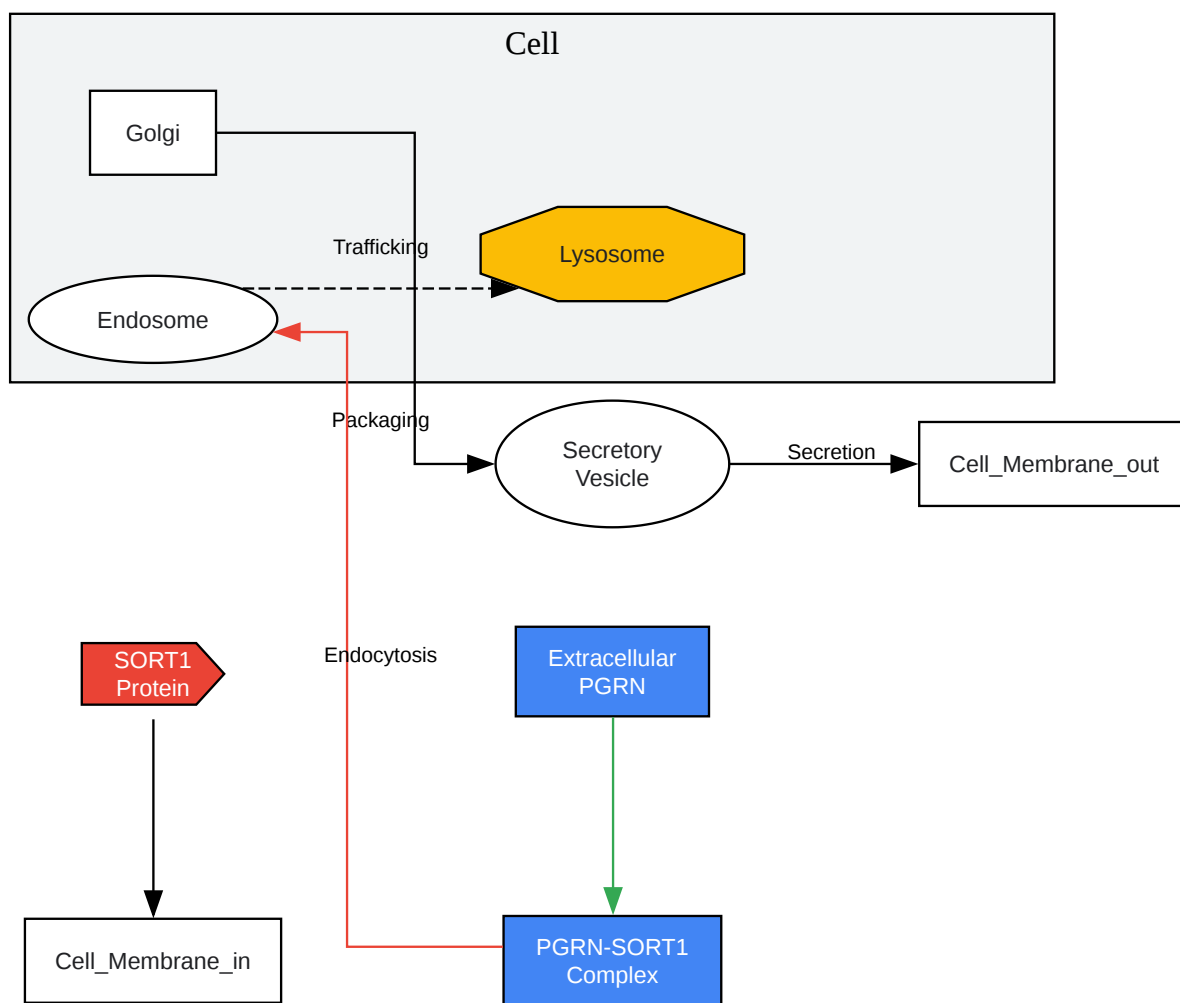 Cell
Golgi
Trafficking
Lysosome
Endosome
Packaging
Secretory
Vesicle
Secretion
Cell_Membrane_out
SORT1
Protein
Endocytosis
Extracellular
PGRN
Cell_Membrane_in
PGRN-SORT1
Complex